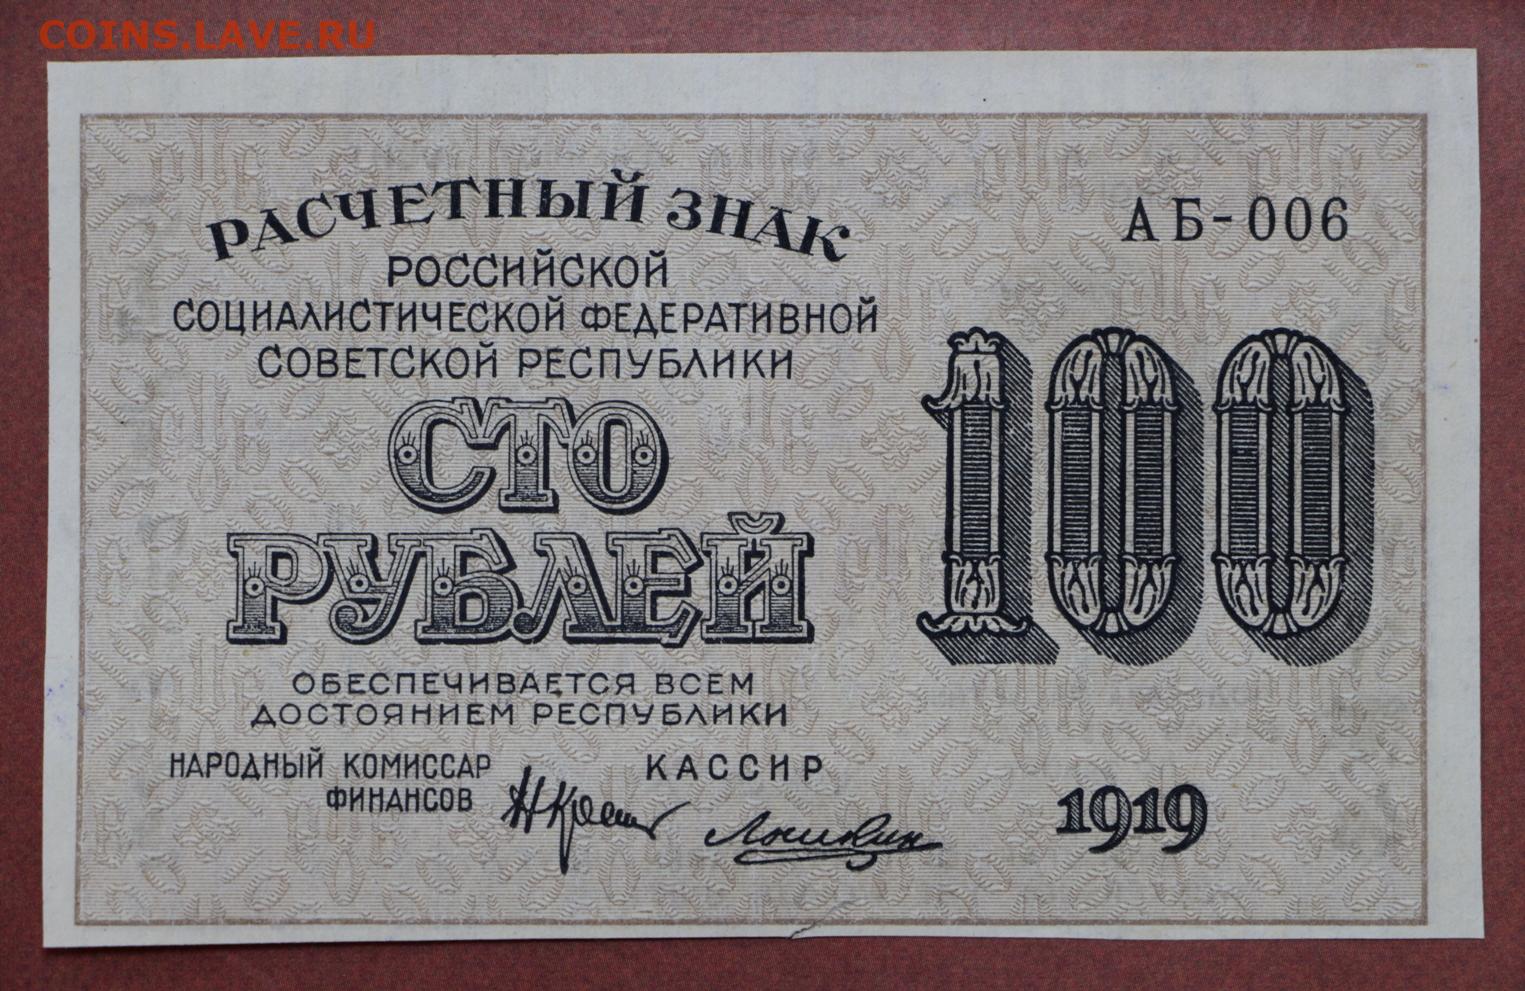 COINS.LAVE.RU
РАСЧЕТНЫЙ ЗНАК
РОССИЙСКОЙ
СОЦИАЛИСТИЧЕСКОЙ ФЕДЕРАТИВНОЙ
СОВЕТСКОЙ РЕСПУБЛИКИ
АБ-006
СТО
РУБЛЕЙ
100
ОБЕСПЕЧИВАЕТСЯ ВСЕМ
ДОСТОЯНИЕМ РЕСПУБЛИКИ
НАРОДНЫЙ КОМИССАР
ФИНАНСОВ
КАССИР
1919